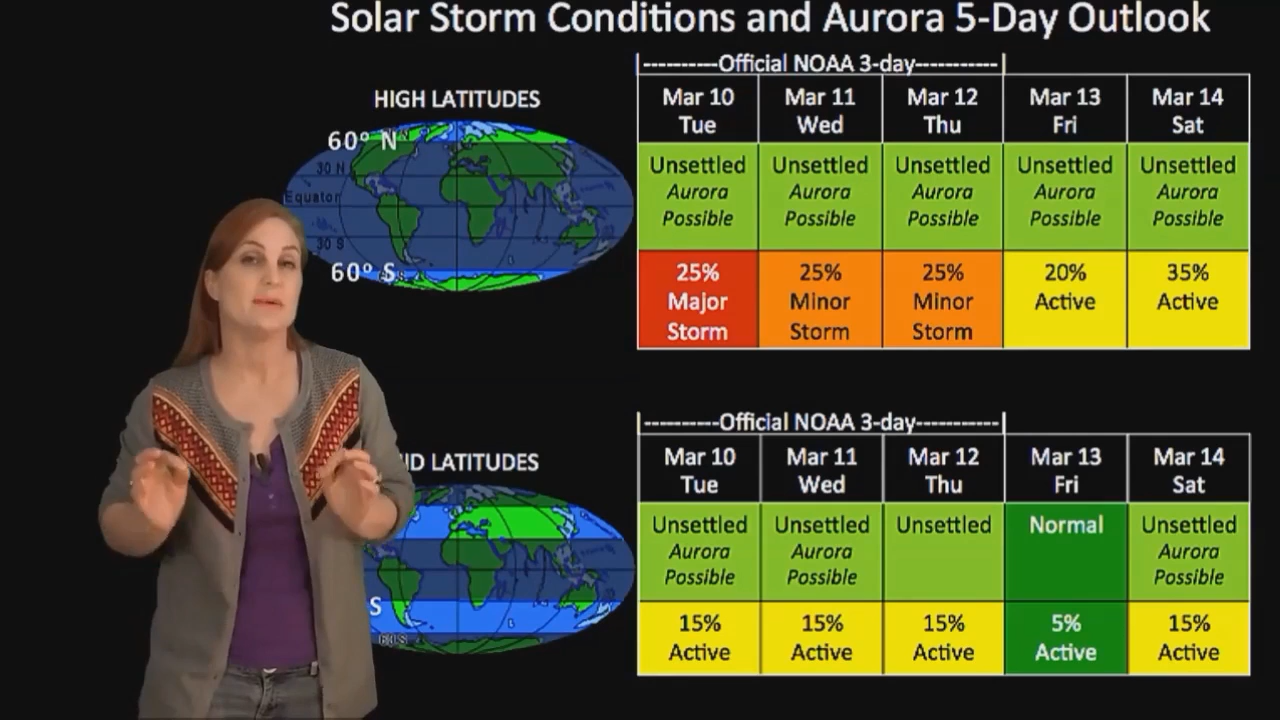 Solar Storm Conditions and Aurora 5-Day Outlook
|----------Official NOAA 3-day-----------|
HIGH LATITUDES
Mar 10 Mar 11 Mar 12 Mar 13 Mar 14
Tue Wed Thu Fri Sat
60° N
30 N
Equator
30 S
60° S
Unsettled Unsettled Unsettled Unsettled Unsettled
Aurora Aurora Aurora Aurora Aurora
Possible Possible Possible Possible Possible
25% 25% 25% 20% 35%
Major Minor Minor Active Active
Storm Storm Storm
|----------Official NOAA 3-day-----------|
ID LATITUDES
Mar 10 Mar 11 Mar 12 Mar 13 Mar 14
Tue Wed Thu Fri Sat
S
60 S
Unsettled Unsettled Unsettled Normal Unsettled
Aurora Aurora Aurora
Possible Possible Possible
15% 15% 15% 5% 15%
Active Active Active Active Active